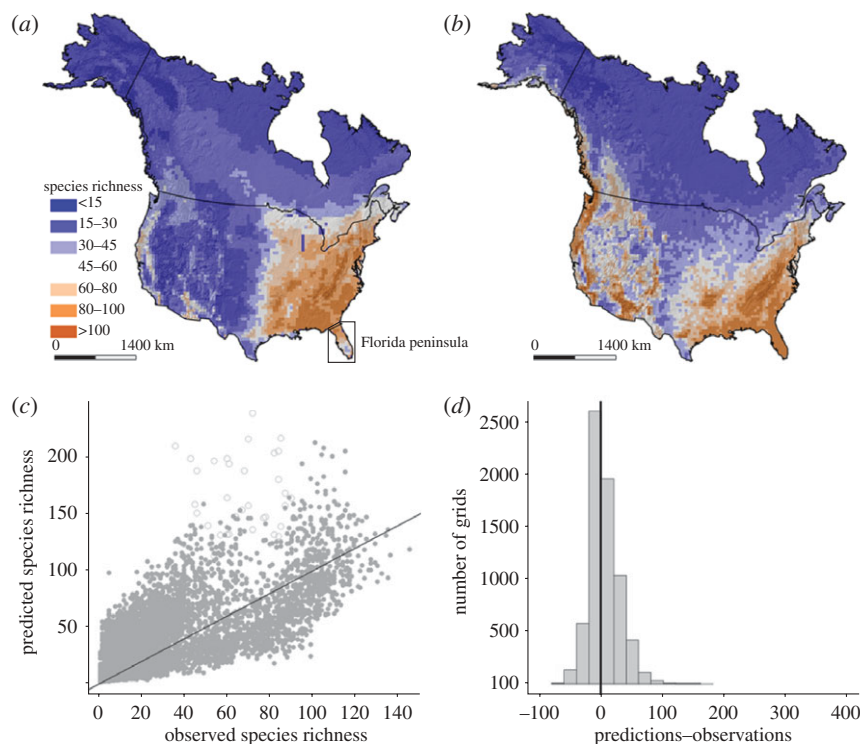 (a)
species richness
<15
15–30
30–45
45–60
60–80
80–100
>100
0 1400 km
Florida peninsula
(b)
0 1400 km
(c)
predicted species richness
200
150
100
50
0 20 40 60 80 100 120 140
observed species richness
(d)
number of grids
2500
2000
1500
1000
500
100
−100 0 100 200 300 400
predictions–observations